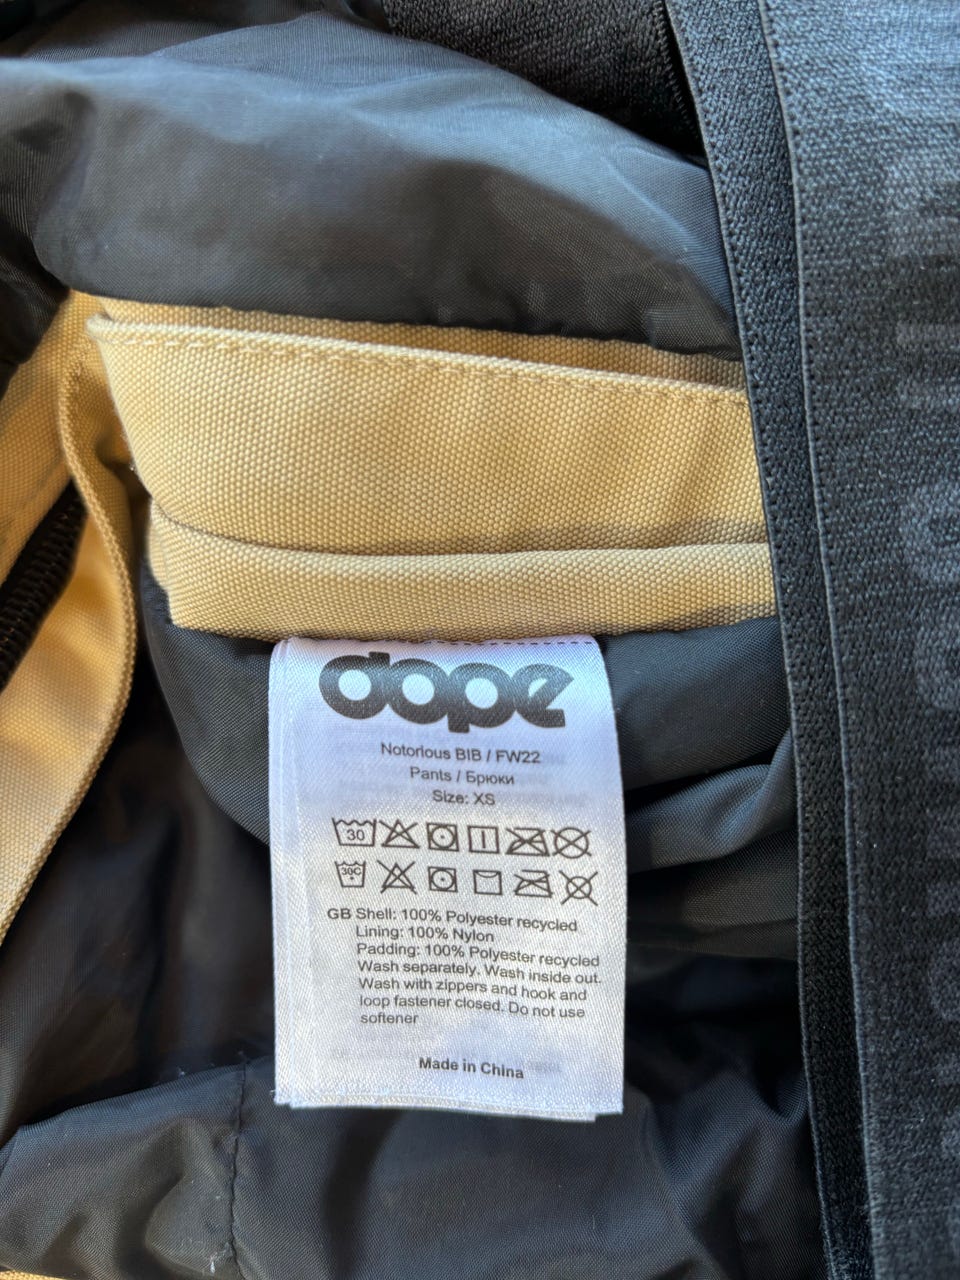 dope
Notorious BIB / FW22
Pants / Брюки
Size: XS
30
30C
GB Shell: 100% Polyester recycled
Lining: 100% Nylon
Padding: 100% Polyester recycled
Wash separately. Wash inside out.
Wash with zippers and hook and
loop fastener closed. Do not use
softener
Made in China